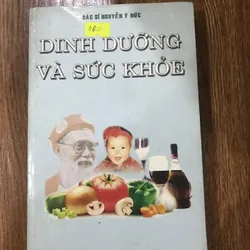 BÁC SĨ NGUYỄN Ý ĐỨC
DINH DƯỠNG
VÀ SỨC KHỎE